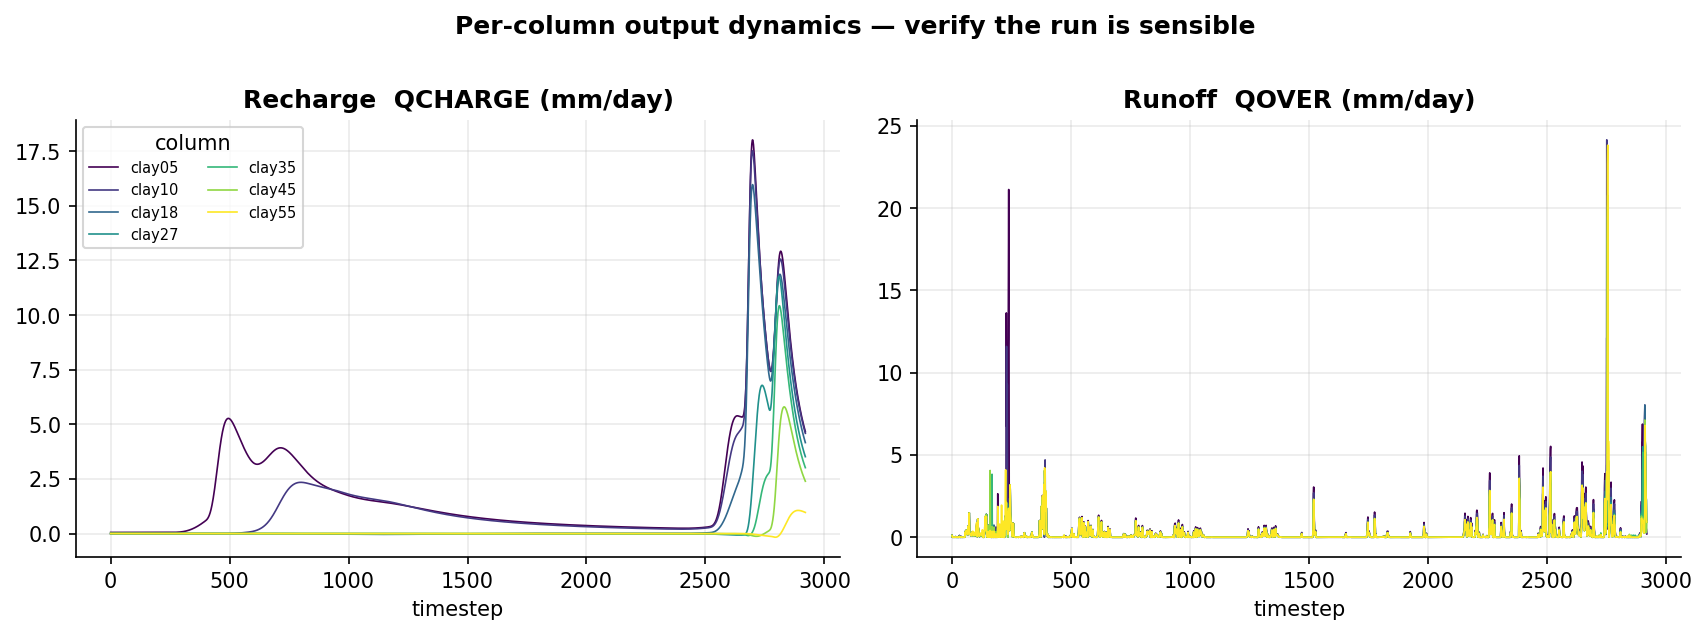 Per-column output dynamics — verify the run is sensible
Recharge  QCHARGE (mm/day)
column
clay05
clay10
clay18
clay27
clay35
clay45
clay55
17.5
15.0
12.5
10.0
7.5
5.0
2.5
0.0
0
500
1000
1500
2000
2500
3000
timestep
Runoff  QOVER (mm/day)
25
20
15
10
5
0
0
500
1000
1500
2000
2500
3000
timestep